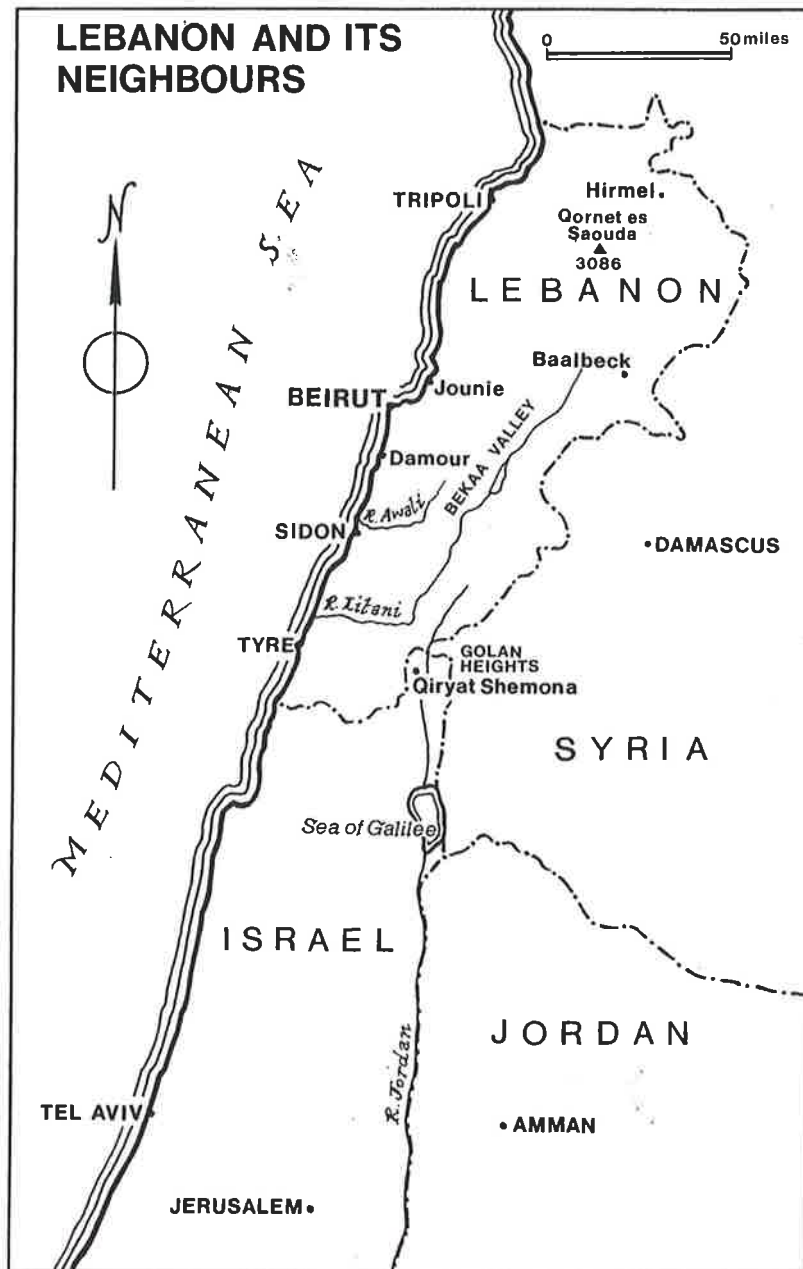 LEBANON AND ITS
NEIGHBOURS
0 50 miles
N
MEDITERRANEAN SEA
TRIPOLI
Hirmel
Qornet es
Saouda
3086
LEBANON
Baalbeck
BEIRUT
Jounie
BEKAA VALLEY
Damour
R. Awali
SIDON
DAMASCUS
R. Litani
TYRE
GOLAN
HEIGHTS
Qiryat Shemona
SYRIA
Sea of Galilee
ISRAEL
JORDAN
R. Jordan
TEL AVIV
AMMAN
JERUSALEM